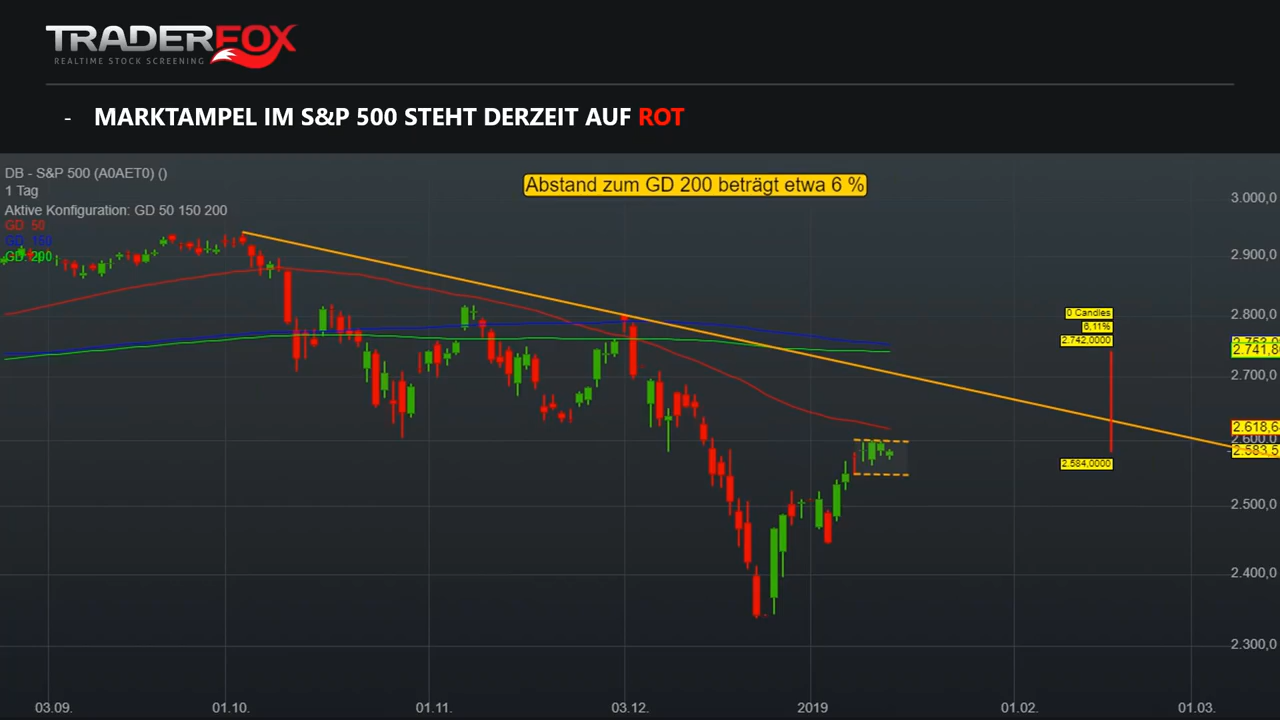 TRADERFOX
REALTIME STOCK SCREENING
- MARKTAMPEL IM S&P 500 STEHT DERZEIT AUF ROT
DB - S&P 500 (A0AET0) ()
1 Tag
Aktive Konfiguration: GD 50 150 200
GD: 50
GD: 150
GD: 200
Abstand zum GD 200 beträgt etwa 6 %
3.000,0
2.900,0
2.800,0
0 Candles
6,11%
2.742,0000
2.741,8
2.700,0
2.618,6
2.600,0
2.583,5
2.584,0000
2.500,0
2.400,0
2.300,0
03.09. 01.10. 01.11. 03.12. 2019 01.02. 01.03.